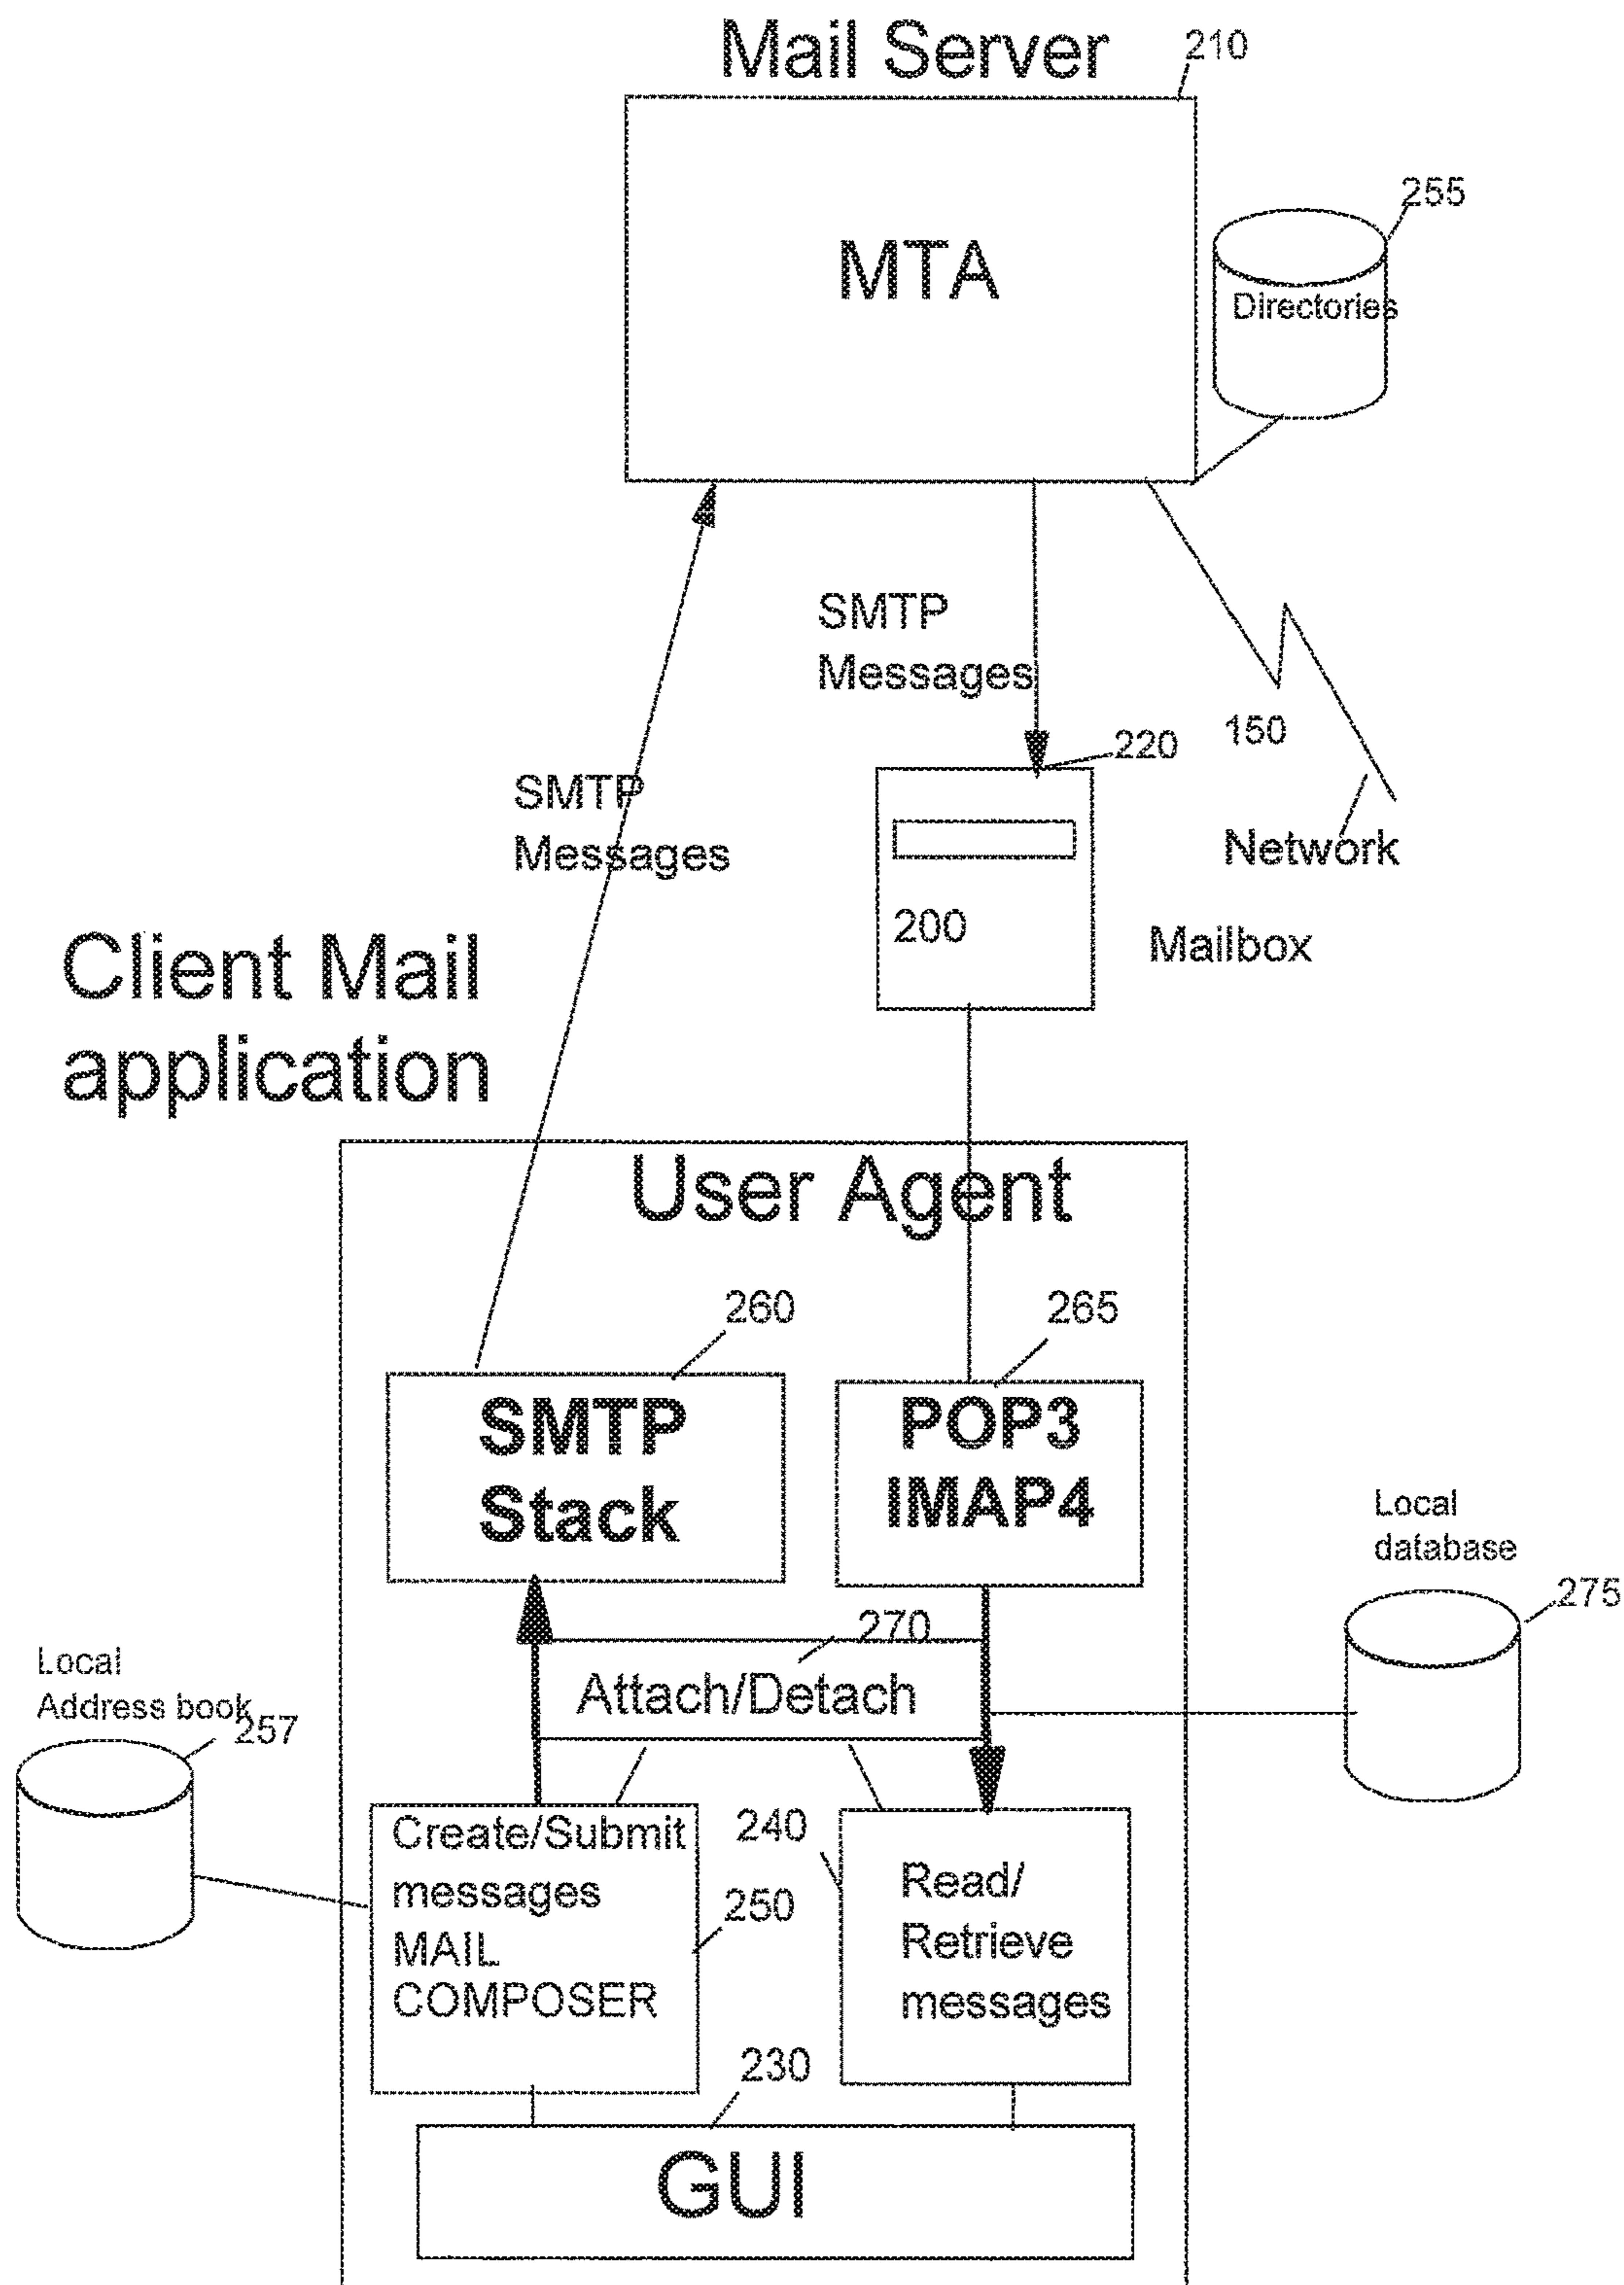 Mail Server
210
MTA
255
Directories
SMTP
Messages
220
150
SMTP
Messages
Network
200
Mailbox
Client Mail
application
User Agent
260
265
SMTP
Stack
POP3
IMAP4
Local
database
275
270
Attach/Detach
Local
Address book
257
Create/Submit
messages
MAIL
COMPOSER
250
240
Read/
Retrieve
messages
230
GUI